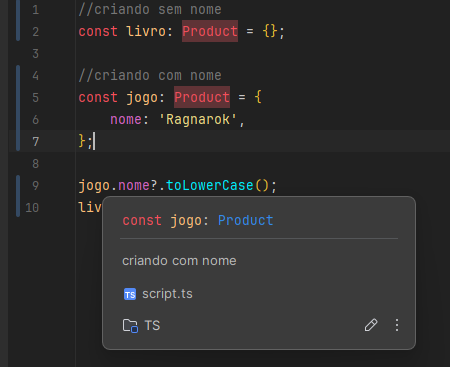 1 //criando sem nome
2 const livro: Product = {};
3
4 //criando com nome
5 const jogo: Product = {
6 nome: 'Ragnarok',
7 };
8
9 jogo.nome?.toLowerCase();
10 liv
const jogo: Product
criando com nome
TS script.ts
TS